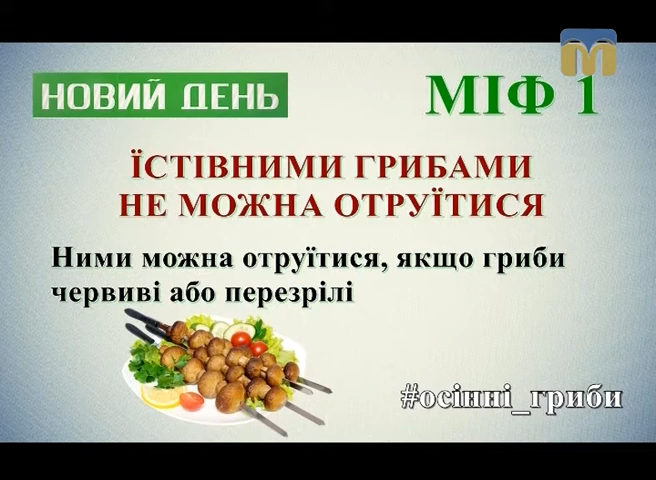 НОВИЙ ДЕНЬ
МІФ 1
ЇСТІВНИМИ ГРИБАМИ
НЕ МОЖНА ОТРУЇТИСЯ
Ними можна отруїтися, якщо гриби
червиві або перезрілі
#осінні_гриби